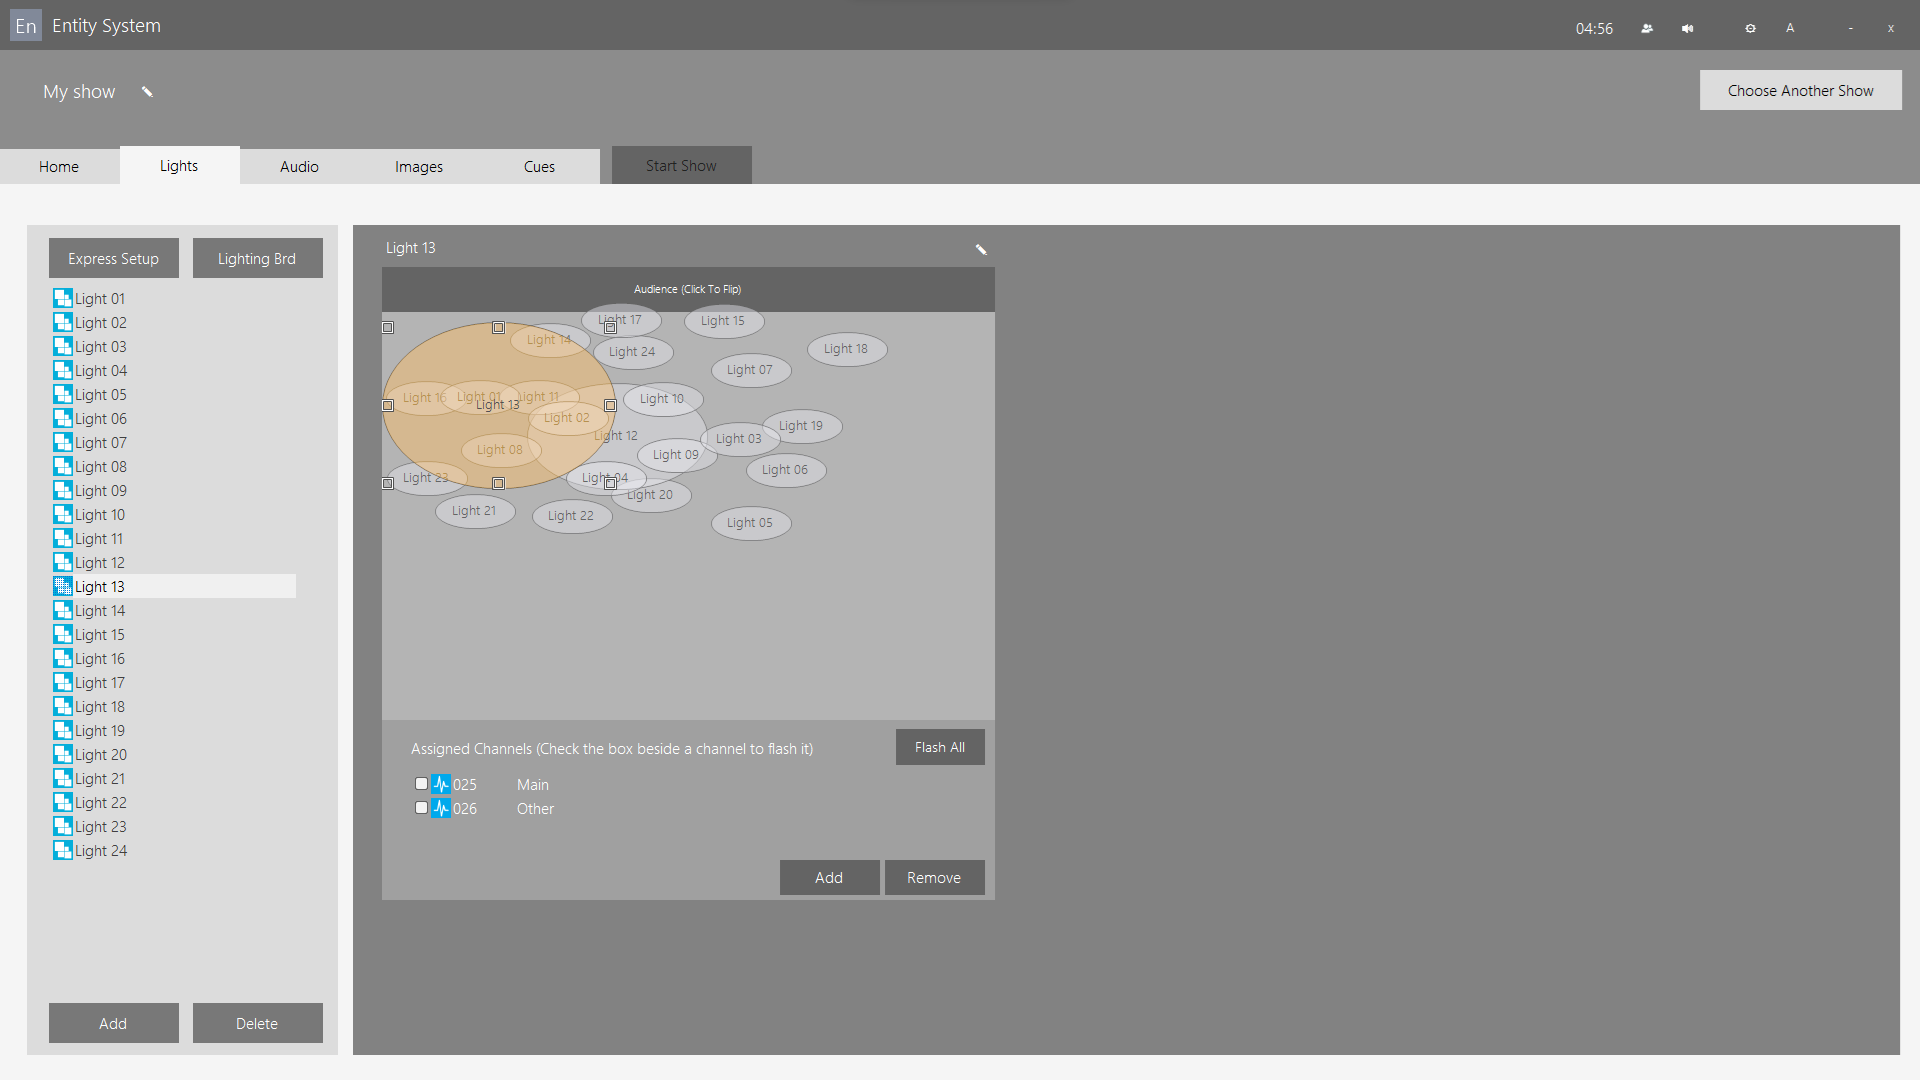 En Entity System
04:56
A
-
x
My show
Choose Another Show
Home
Lights
Audio
Images
Cues
Start Show
Express Setup
Lighting Brd
Light 01
Light 02
Light 03
Light 04
Light 05
Light 06
Light 07
Light 08
Light 09
Light 10
Light 11
Light 12
Light 13
Light 14
Light 15
Light 16
Light 17
Light 18
Light 19
Light 20
Light 21
Light 22
Light 23
Light 24
Add
Delete
Light 13
Audience (Click To Flip)
Light 17
Light 15
Light 14
Light 24
Light 18
Light 07
Light 16
Light 01
Light 11
Light 13
Light 10
Light 02
Light 12
Light 19
Light 03
Light 08
Light 09
Light 06
Light 23
Light 04
Light 20
Light 21
Light 22
Light 05
Assigned Channels (Check the box beside a channel to flash it)
Flash All
025 Main
026 Other
Add
Remove